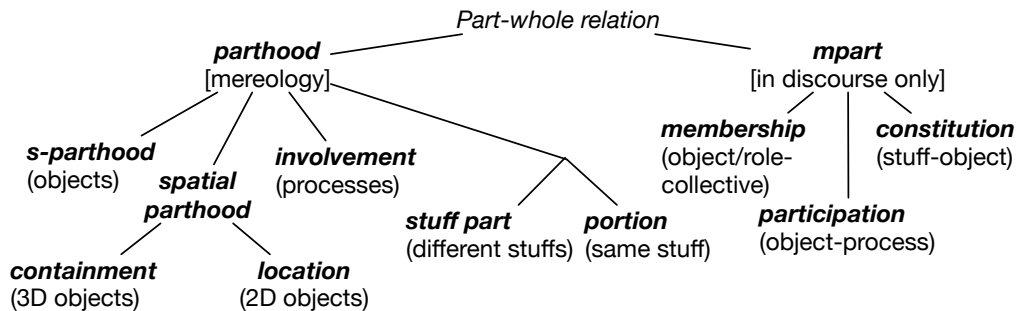 Part-whole relation
parthood
[mereology]
mpart
[in discourse only]
s-parthood
(objects)
spatial
parthood
involvement
(processes)
stuff part
(different stuffs)
portion
(same stuff)
membership
(object/role-
collective)
constitution
(stuff-object)
participation
(object-process)
containment
(3D objects)
location
(2D objects)